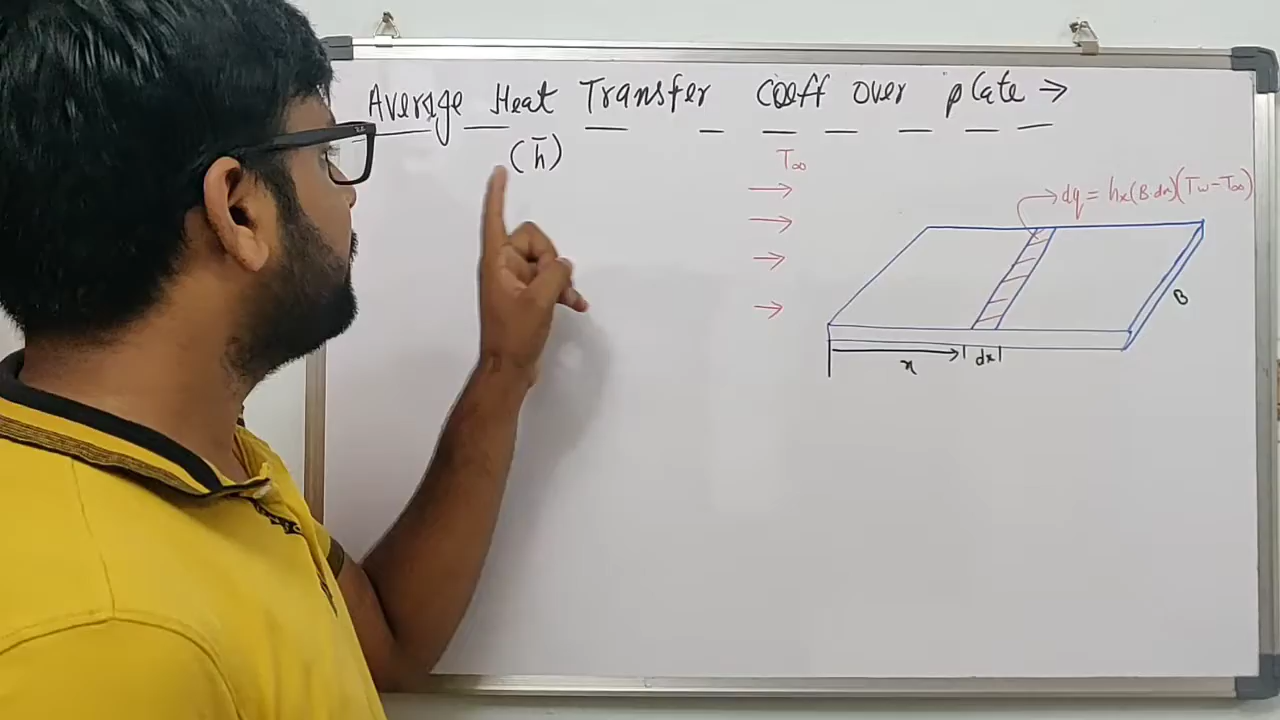 Average Heat Transfer coeff over plate →
(h̄)
T∞
dq = hx(B·dx)(Tw-T∞)
B
x
dx